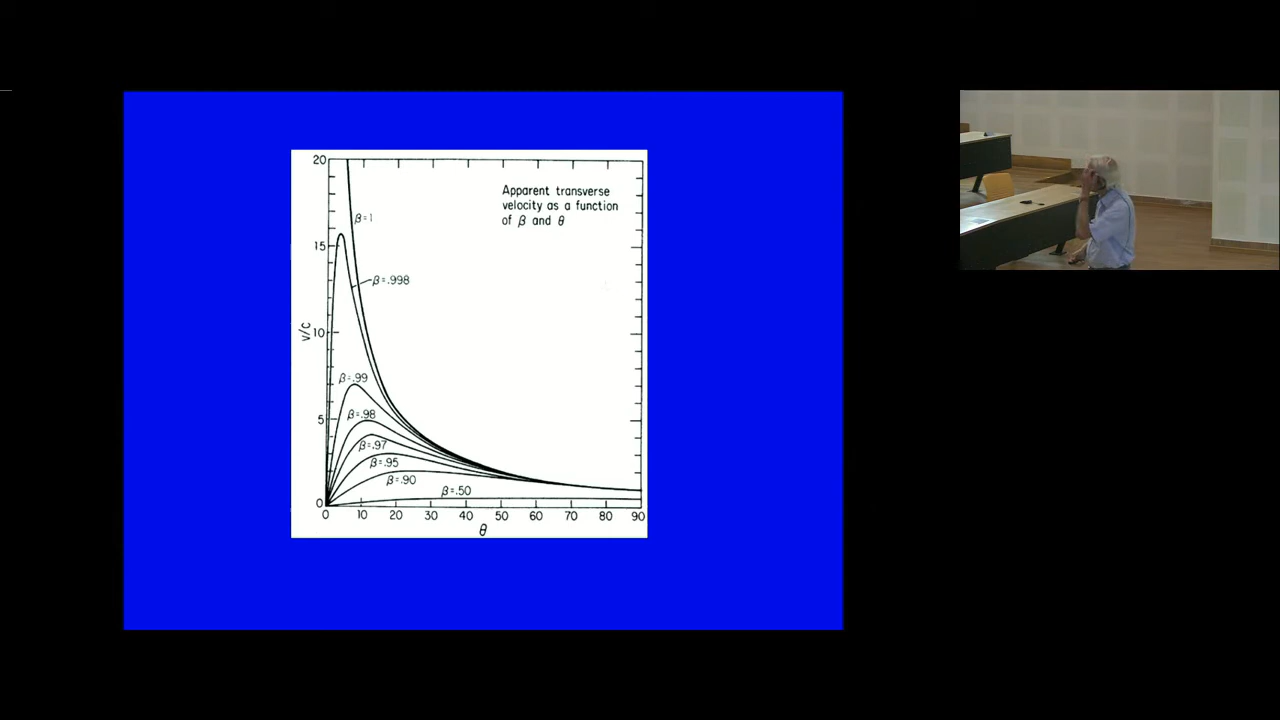 20
Apparent transverse
velocity as a function
of β and θ
β=1
15
β=.998
v/c
10
β=.99
β=.98
5
β=.97
β=.95
β=.90
β=.50
0
0 10 20 30 40 50 60 70 80 90
θ